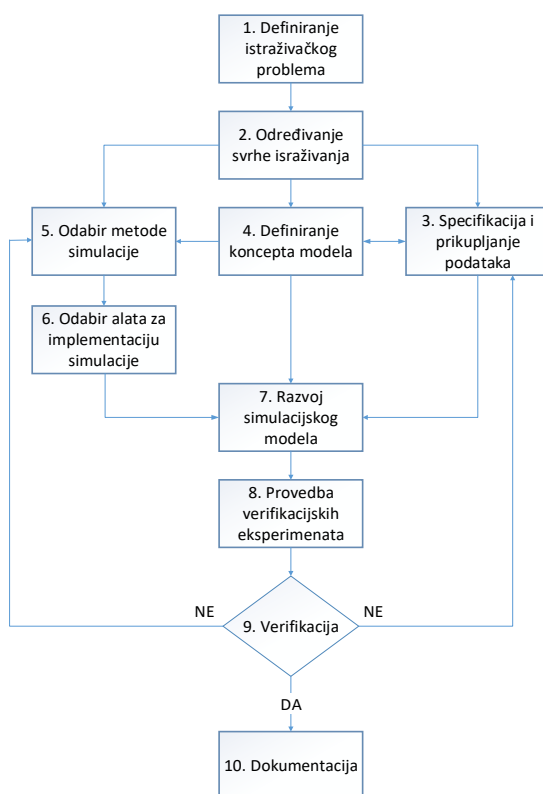 1. Definiranje
istraživačkog
problema
2. Određivanje
svrhe israživanja
5. Odabir metode
simulacije
4. Definiranje
koncepta modela
3. Specifikacija i
prikupljanje
podataka
6. Odabir alata za
implementaciju
simulacije
7. Razvoj
simulacijskog
modela
8. Provedba
verifikacijskih
eksperimenata
NE
9. Verifikacija
NE
DA
10. Dokumentacija